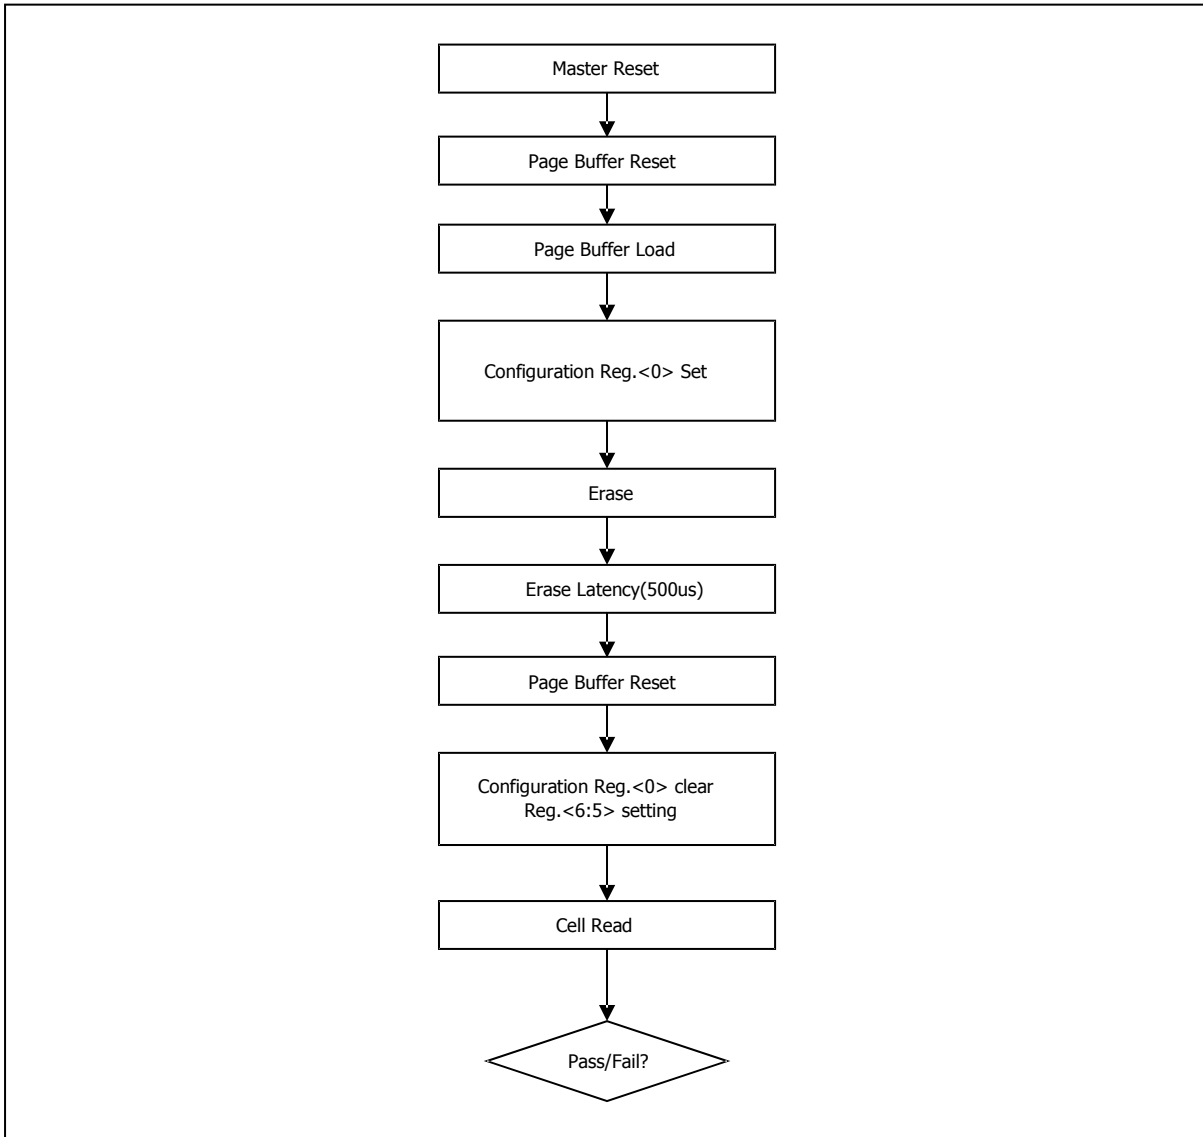 Master Reset
Page Buffer Reset
Page Buffer Load
Configuration Reg.<0> Set
Erase
Erase Latency(500us)
Page Buffer Reset
Configuration Reg.<0> clear
Reg.<6:5> setting
Cell Read
Pass/Fail?